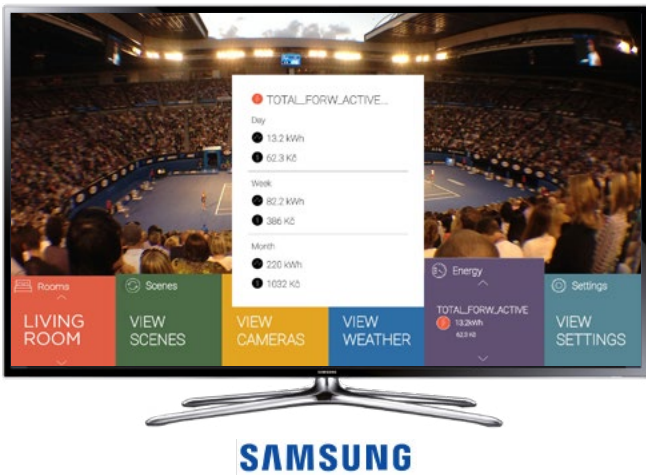 TOTAL_FORW_ACTIVE...
Day
13.2 kWh
62.3 Kč
Week
82.2 kWh
386 Kč
Month
220 kWh
1032 Kč
Rooms
LIVING
ROOM
Scenes
VIEW
SCENES
VIEW
CAMERAS
VIEW
WEATHER
Energy
TOTAL_FORW_ACTIVE
13.2kWh
62.3 Kč
Settings
VIEW
SETTINGS
SAMSUNG
SAMSUNG